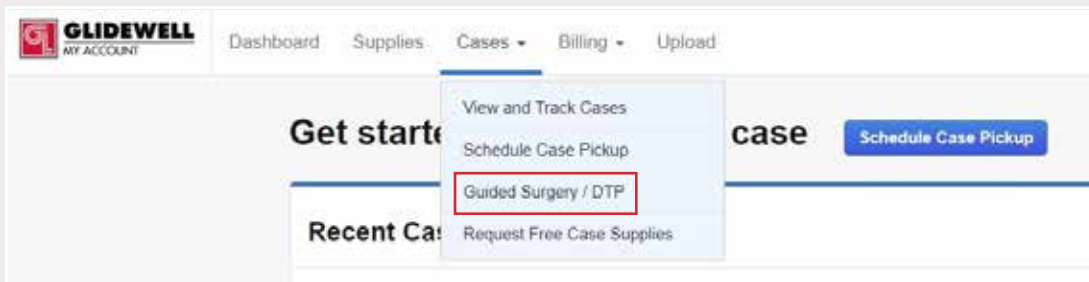 GLIDEWELL
MY ACCOUNT
Dashboard Supplies Cases Billing Upload
View and Track Cases
Schedule Case Pickup
Guided Surgery / DTP
Request Free Case Supplies
Get starte case Schedule Case Pickup
Recent Cas